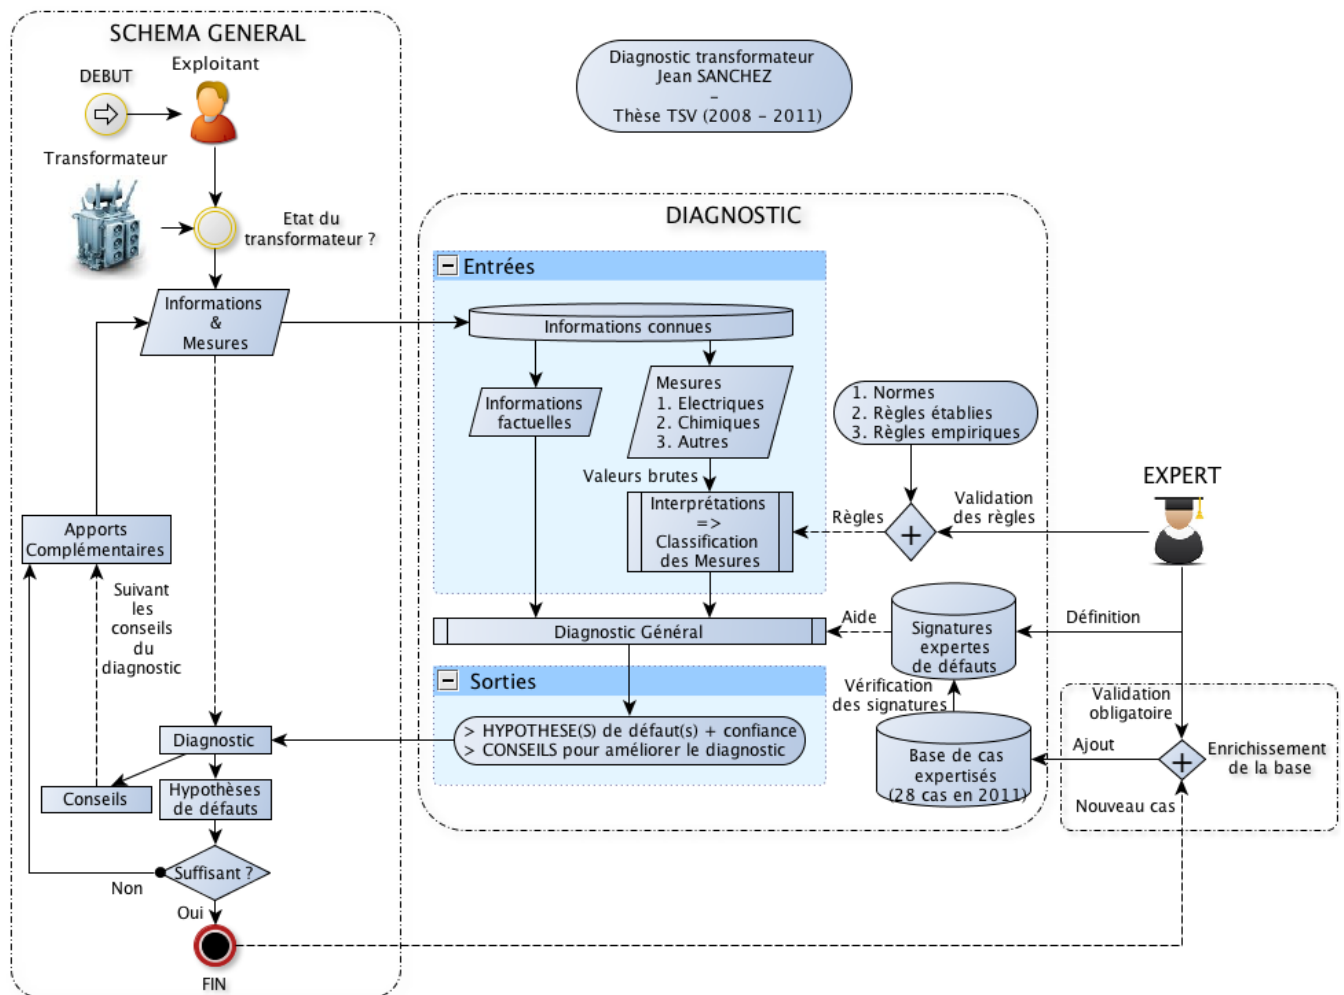 SCHEMA GENERAL
DEBUT
Exploitant
Transformateur
Etat du
transformateur ?
Informations
&
Mesures
Apports
Complémentaires
Suivant
les
conseils
du
diagnostic
Diagnostic
Conseils
Hypothèses
de défauts
Suffisant ?
Non
Oui
FIN
Diagnostic transformateur
Jean SANCHEZ
–
Thèse TSV (2008 – 2011)
DIAGNOSTIC
Entrées
Informations connues
Informations
factuelles
Mesures
1. Electriques
2. Chimiques
3. Autres
Valeurs brutes
Interprétations
=>
Classification
des Mesures
1. Normes
2. Règles établies
3. Règles empiriques
Règles
+
Validation
des règles
EXPERT
Diagnostic Général
Aide
Signatures
expertes
de défauts
Définition
Sorties
> HYPOTHESE(S) de défaut(s) + confiance
> CONSEILS pour améliorer le diagnostic
Vérification
des signatures
Base de cas
expertisés
(28 cas en 2011)
Validation
obligatoire
Ajout
+
Enrichissement
de la base
Nouveau cas